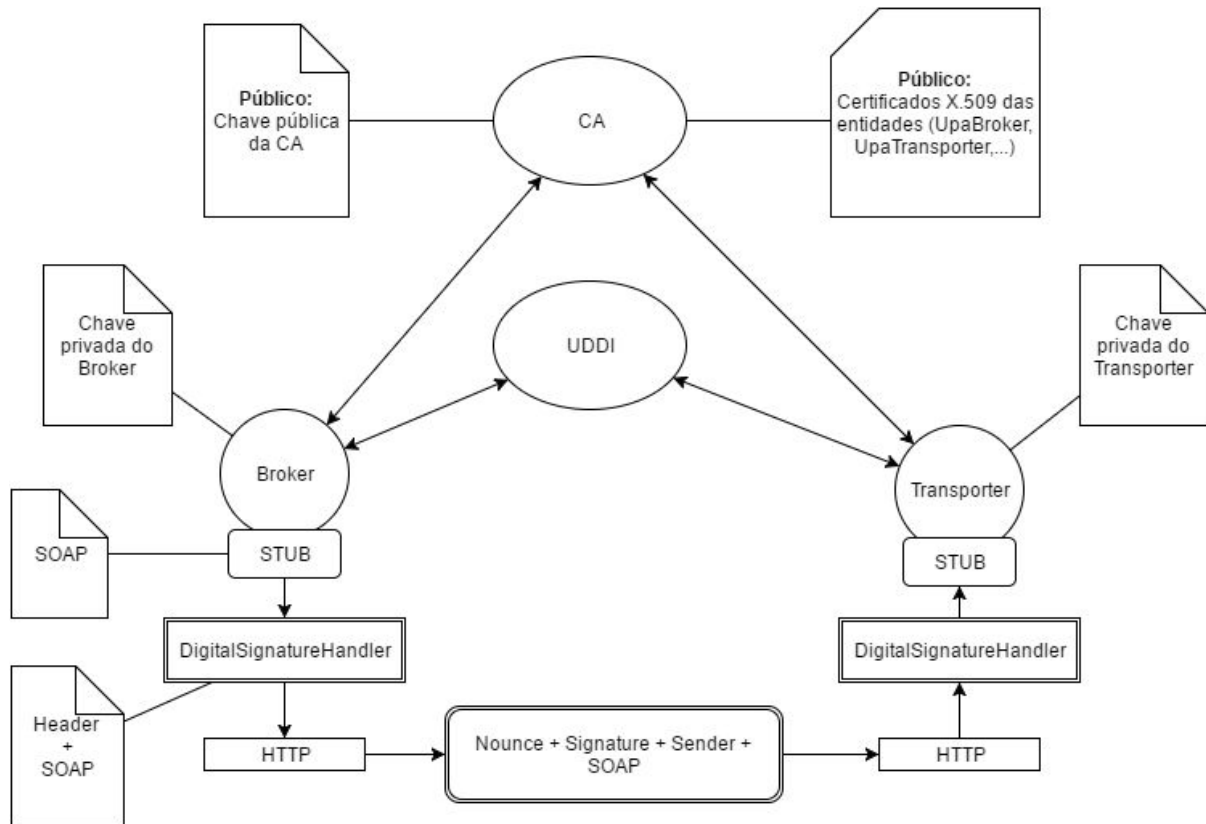 Público:
Chave pública
da CA
CA
Público:
Certificados X.509 das
entidades (UpaBroker,
UpaTransporter,...)
Chave
privada do
Broker
UDDI
Chave
privada do
Transporter
Broker
Transporter
SOAP
STUB
STUB
DigitalSignatureHandler
DigitalSignatureHandler
Header
+
SOAP
HTTP
Nounce + Signature + Sender +
SOAP
HTTP